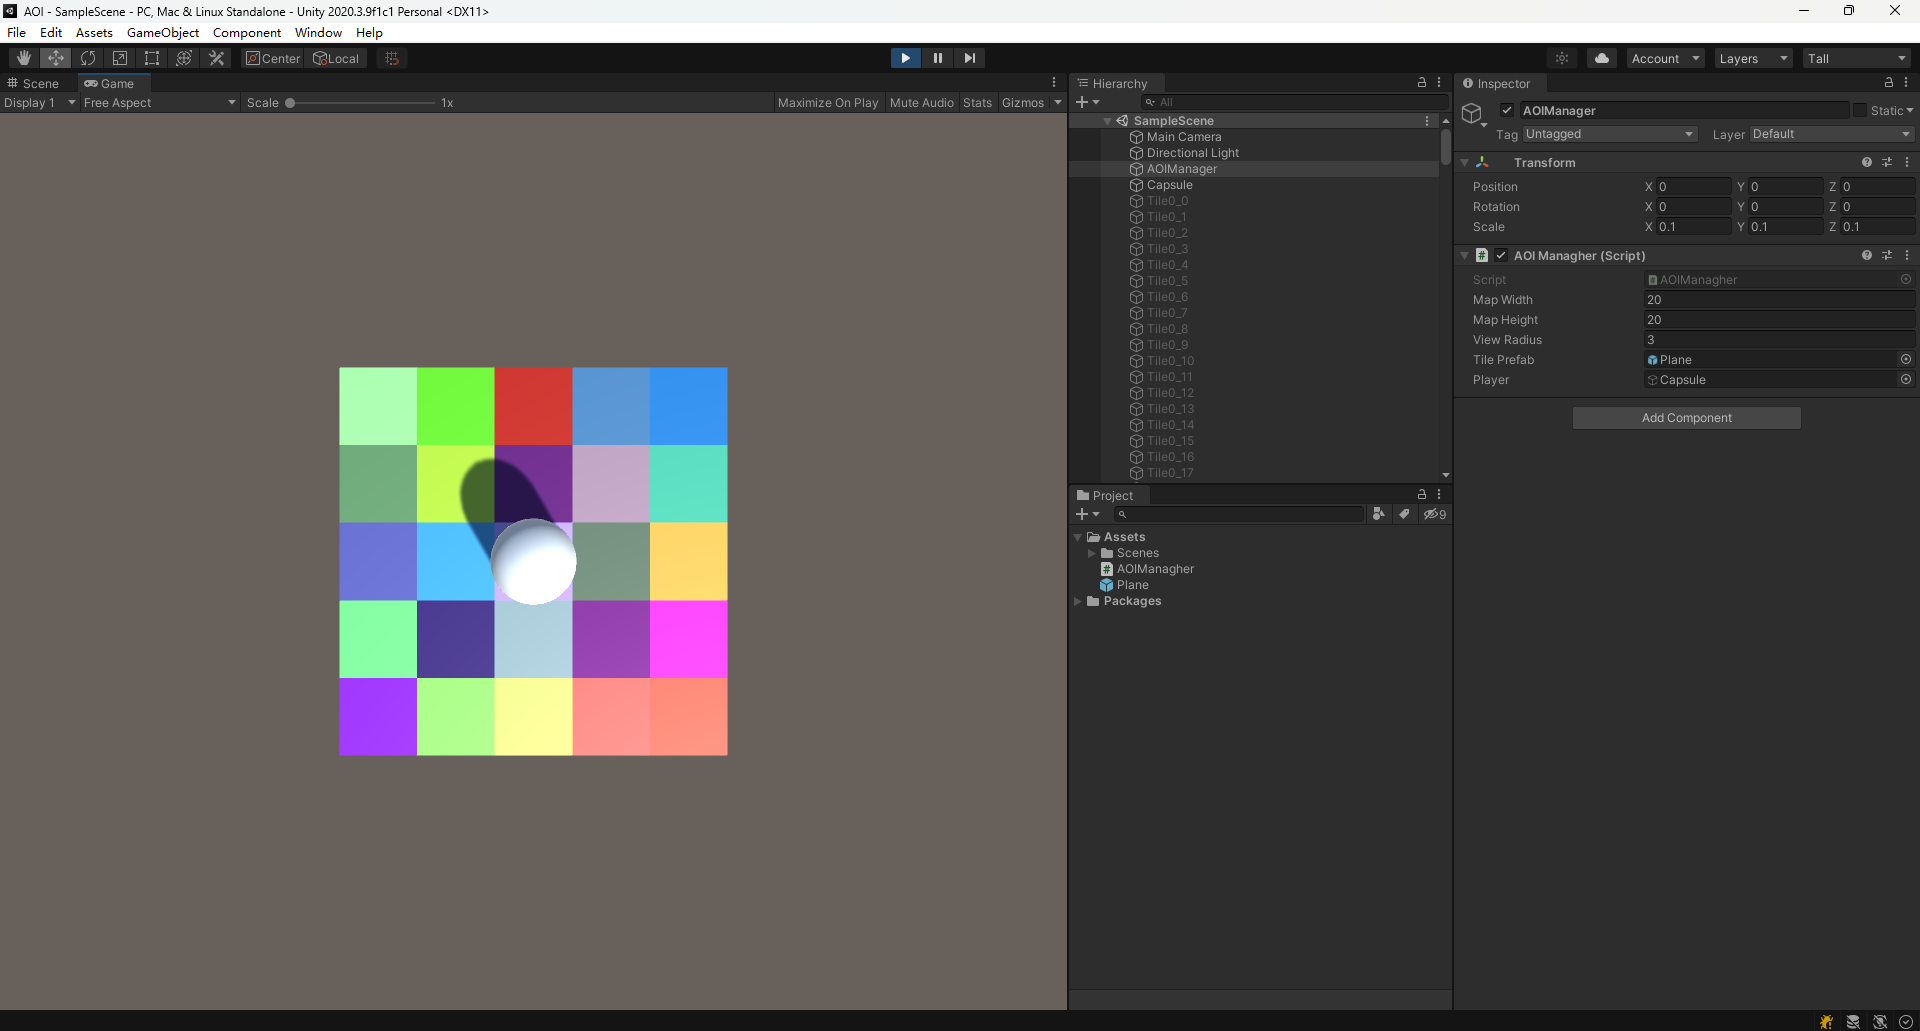 AOI - SampleScene - PC, Mac & Linux Standalone - Unity 2020.3.9f1c1 Personal <DX11>
File Edit Assets GameObject Component Window Help
Center Local
Account Layers Tall
Scene Game
Display 1 Free Aspect Scale 1x Maximize On Play Mute Audio Stats Gizmos
Hierarchy
All
SampleScene
Main Camera
Directional Light
AOIManager
Capsule
Tile0_0
Tile0_1
Tile0_2
Tile0_3
Tile0_4
Tile0_5
Tile0_6
Tile0_7
Tile0_8
Tile0_9
Tile0_10
Tile0_11
Tile0_12
Tile0_13
Tile0_14
Tile0_15
Tile0_16
Tile0_17
Project
9
Assets
Scenes
AOIManagher
Plane
Packages
Inspector
AOIManager Static
Tag Untagged Layer Default
Transform
Position X 0 Y 0 Z 0
Rotation X 0 Y 0 Z 0
Scale X 0.1 Y 0.1 Z 0.1
# AOI Managher (Script)
Script AOIManagher
Map Width 20
Map Height 20
View Radius 3
Tile Prefab Plane
Player Capsule
Add Component